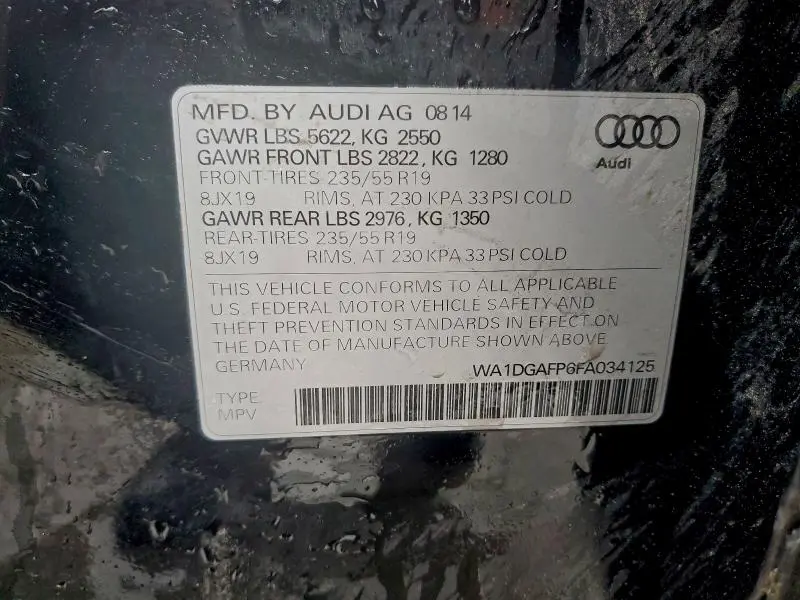 MFD. BY AUDI AG 08 14
GVWR LBS 5622, KG 2550
GAWR FRONT LBS 2822, KG 1280
FRONT-TIRES 235/55 R19
8JX19 RIMS, AT 230 KPA 33 PSI COLD
GAWR REAR LBS 2976, KG 1350
REAR-TIRES 235/55 R19
8JX19 RIMS, AT 230 KPA 33 PSI COLD
Audi
THIS VEHICLE CONFORMS TO ALL APPLICABLE
U.S. FEDERAL MOTOR VEHICLE SAFETY AND
THEFT PREVENTION STANDARDS IN EFFECT ON
THE DATE OF MANUFACTURE SHOWN ABOVE
GERMANY WA1DGAFP6FA034125
TYPE
MPV